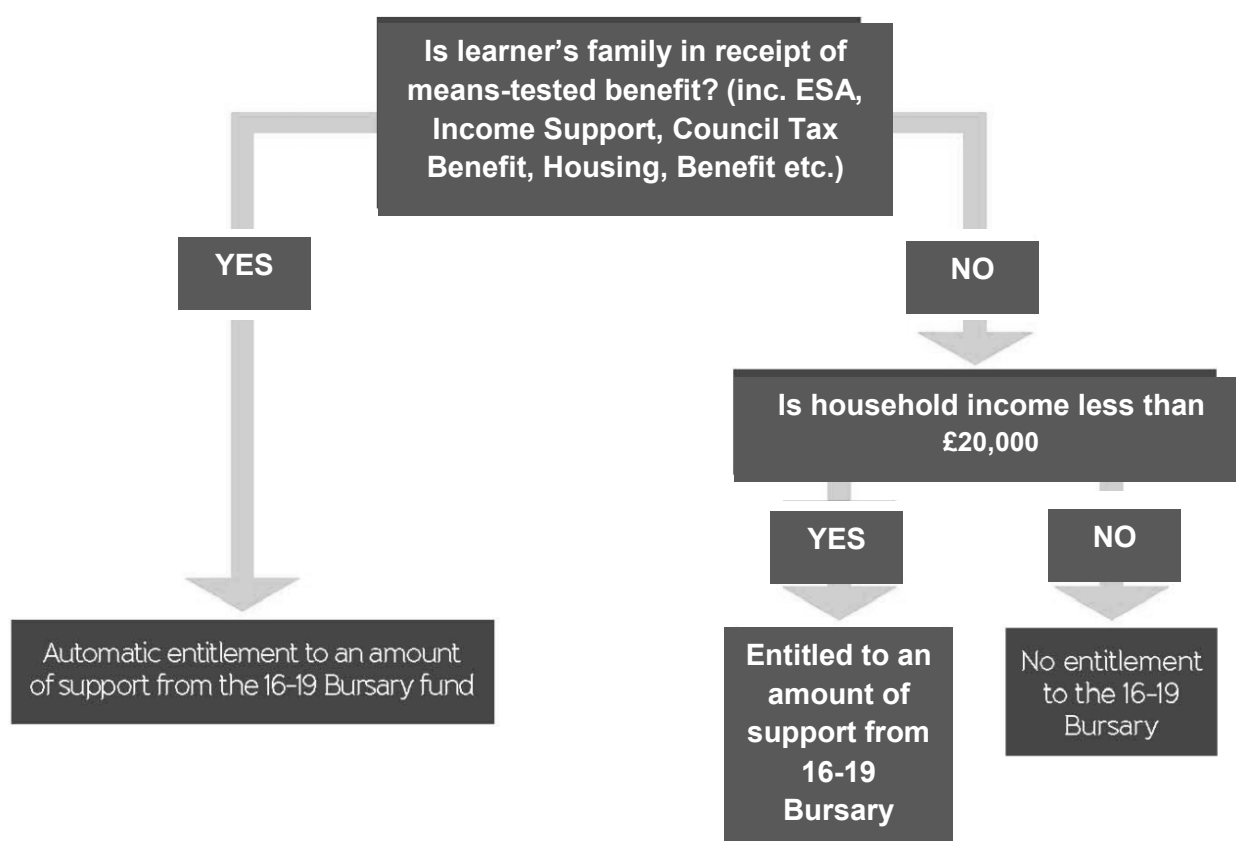 Is learner’s family in receipt of
means-tested benefit? (inc. ESA,
Income Support, Council Tax
Benefit, Housing, Benefit etc.)
YES
NO
Is household income less than
£20,000
YES
NO
Automatic entitlement to an amount
of support from the 16-19 Bursary fund
Entitled to an
amount of
support from
16-19
Bursary
No entitlement
to the 16-19
Bursary